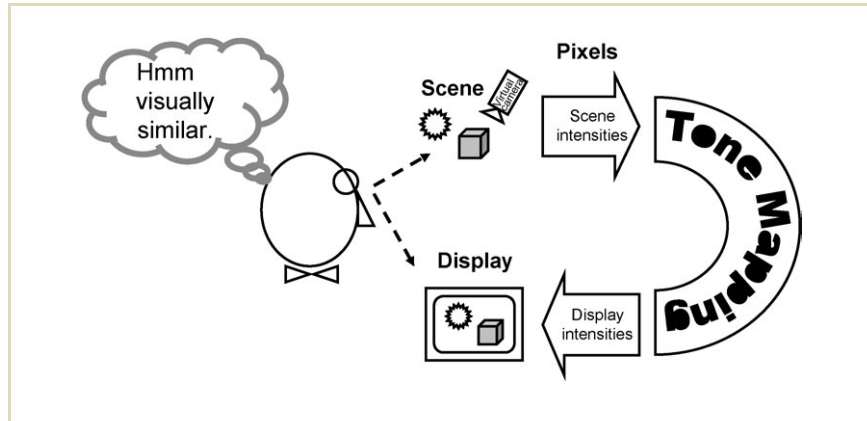 Hmm
visually
similar.
Scene
Virtual
camera
Pixels
Scene
intensities
Tone Mapping
Display
Display
intensities